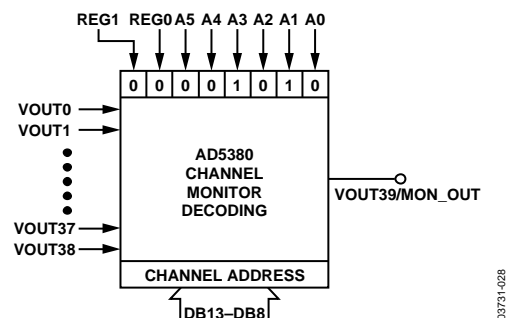 REG1 REG0 A5 A4 A3 A2 A1 A0
0 0 0 0 1 0 1 0
VOUT0
VOUT1
AD5380
CHANNEL
MONITOR
DECODING
VOUT39/MON_OUT
VOUT37
VOUT38
CHANNEL ADDRESS
DB13–DB8
03731-028